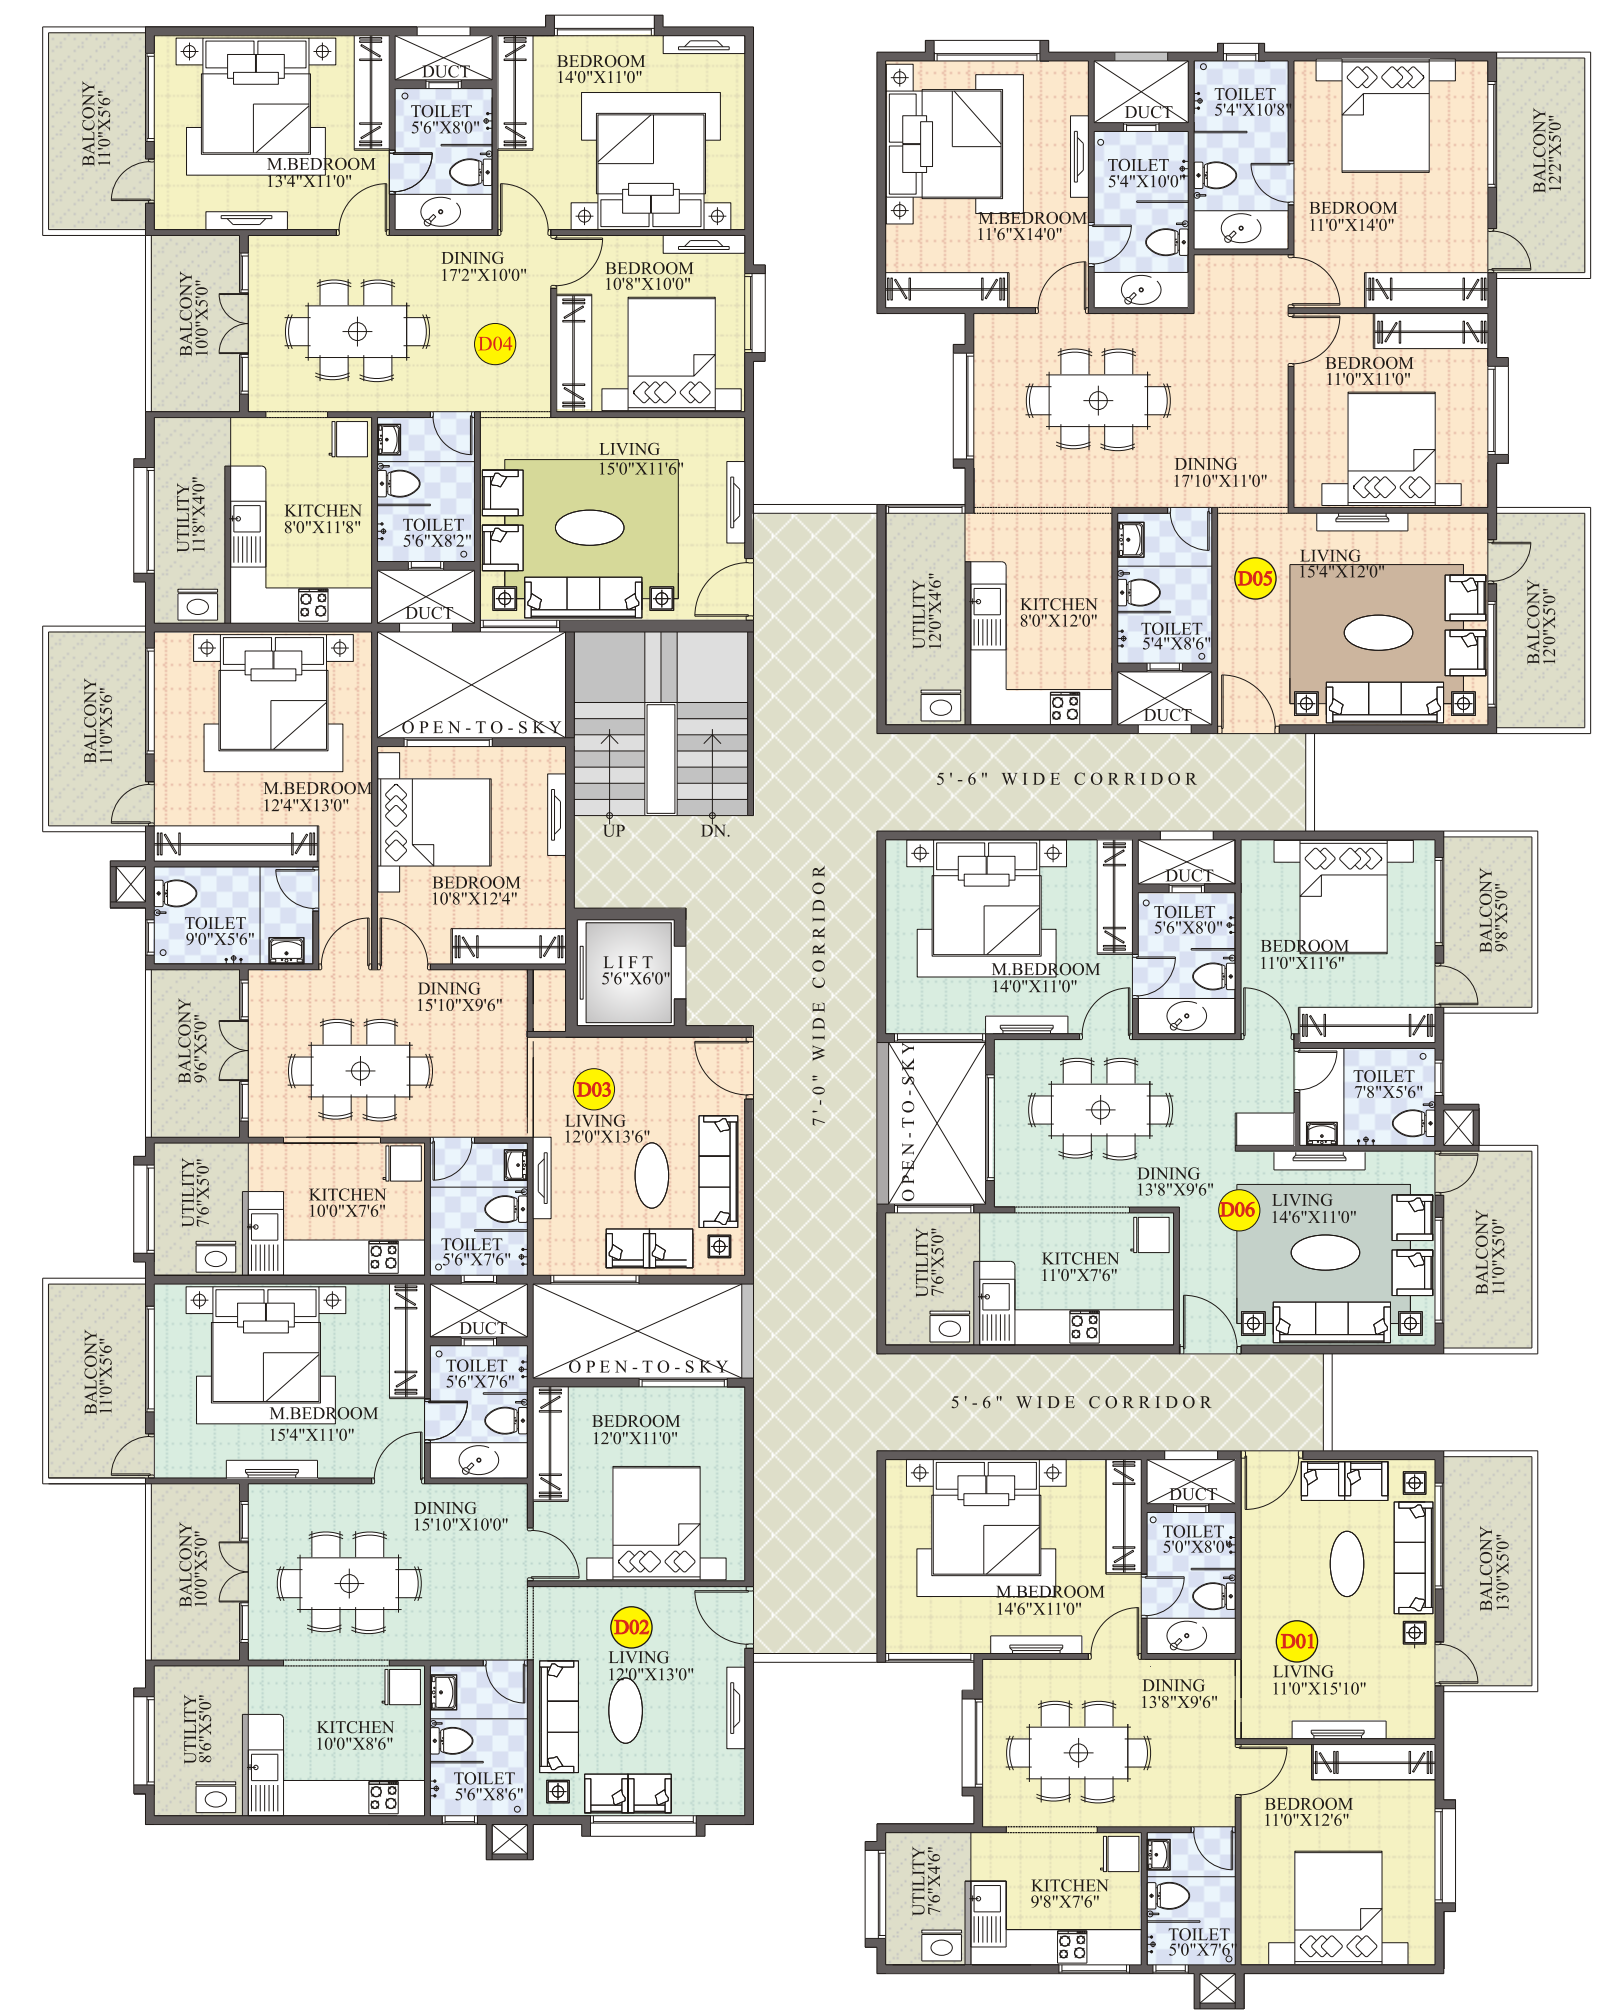 BALCONY
11'0"X5'6"
M.BEDROOM
13'4"X11'0"
DUCT
TOILET
5'6"X8'0"
BEDROOM
14'0"X11'0"
BALCONY
10'0"X5'0"
DINING
17'2"X10'0"
D04
BEDROOM
10'8"X10'0"
UTILITY
11'8"X4'0"
KITCHEN
8'0"X11'8"
TOILET
5'6"X8'2"
DUCT
LIVING
15'0"X11'6"
M.BEDROOM
11'6"X14'0"
DUCT
TOILET
5'4"X10'0"
TOILET
5'4"X10'8"
BEDROOM
11'0"X14'0"
BALCONY
12'2"X5'0"
BEDROOM
11'0"X11'0"
DINING
17'10"X11'0"
UTILITY
12'0"X4'6"
KITCHEN
8'0"X12'0"
TOILET
5'4"X8'6"
DUCT
D05
LIVING
15'4"X12'0"
BALCONY
12'0"X5'0"
BALCONY
11'0"X5'6"
M.BEDROOM
12'4"X13'0"
OPEN-TO-SKY
UP
DN.
BEDROOM
10'8"X12'4"
TOILET
9'0"X5'6"
LIFT
5'6"X6'0"
BALCONY
9'6"X5'0"
DINING
15'10"X9'6"
D03
LIVING
12'0"X13'6"
UTILITY
7'6"X5'0"
KITCHEN
10'0"X7'6"
TOILET
5'6"X7'6"
5'-6" WIDE CORRIDOR
7'-0" WIDE CORRIDOR
M.BEDROOM
14'0"X11'0"
DUCT
TOILET
5'6"X8'0"
BEDROOM
11'0"X11'6"
BALCONY
9'8"X5'0"
OPEN-TO-SKY
TOILET
7'8"X5'6"
DINING
13'8"X9'6"
D06
LIVING
14'6"X11'0"
BALCONY
11'0"X5'0"
UTILITY
7'6"X5'0"
KITCHEN
11'0"X7'6"
BALCONY
11'0"X5'6"
M.BEDROOM
15'4"X11'0"
DUCT
TOILET
5'6"X7'6"
OPEN-TO-SKY
BEDROOM
12'0"X11'0"
BALCONY
10'0"X5'0"
DINING
15'10"X10'0"
D02
LIVING
12'0"X13'0"
UTILITY
8'6"X5'0"
KITCHEN
10'0"X8'6"
TOILET
5'6"X8'6"
5'-6" WIDE CORRIDOR
M.BEDROOM
14'6"X11'0"
DUCT
TOILET
5'0"X8'0"
D01
LIVING
11'0"X15'10"
BALCONY
13'0"X5'0"
DINING
13'8"X9'6"
BEDROOM
11'0"X12'6"
UTILITY
7'6"X4'6"
KITCHEN
9'8"X7'6"
TOILET
5'0"X7'6"